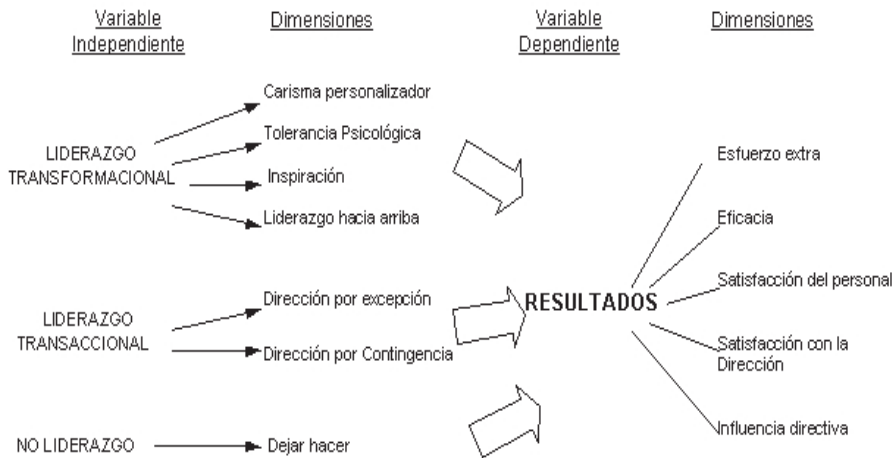 Variable
Independiente
Dimensiones
Variable
Dependiente
Dimensiones
LIDERAZGO
TRANSFORMACIONAL
Carisma personalizador
Tolerancia Psicológica
Inspiración
Liderazgo hacia arriba
LIDERAZGO
TRANSACCIONAL
Dirección por excepción
Dirección por Contingencia
NO LIDERAZGO
Dejar hacer
RESULTADOS
Esfuerzo extra
Eficacia
Satisfacción del personal
Satisfacción con la
Dirección
Influencia directiva